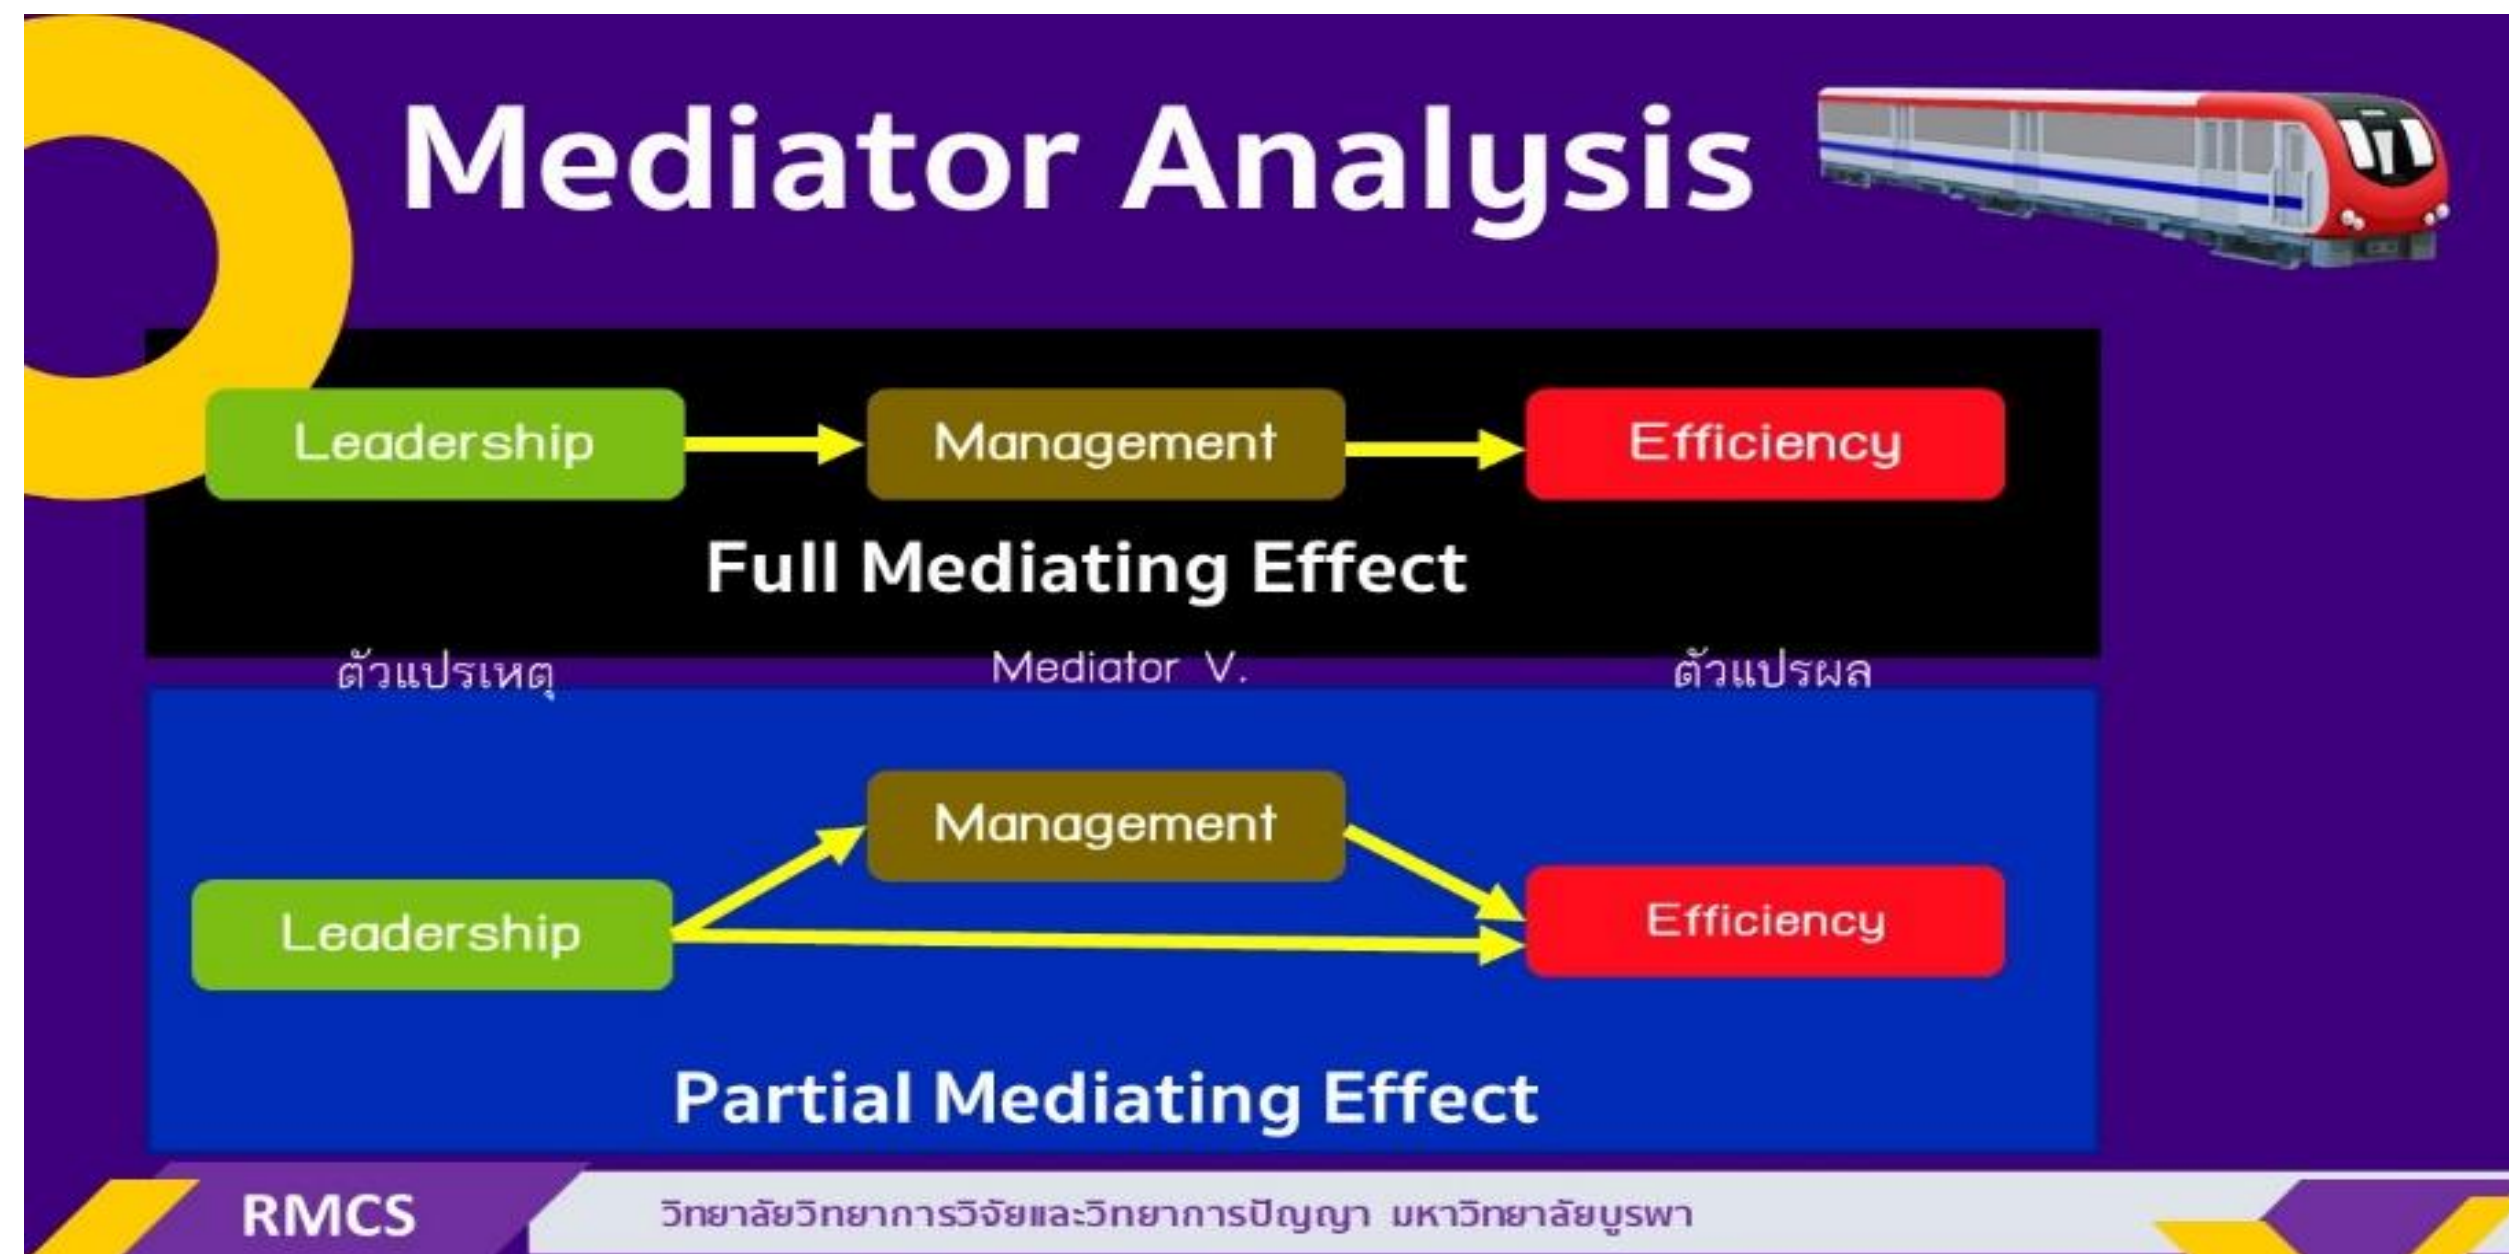 Mediator Analysis
Leadership
Management
Efficiency
Full Mediating Effect
ตัวแปรเหตุ
Mediator V.
ตัวแปรผล
Management
Leadership
Efficiency
Partial Mediating Effect
RMCS
วิทยาลัยวิทยาการวิจัยและวิทยาการปัญญา มหาวิทยาลัยบูรพา